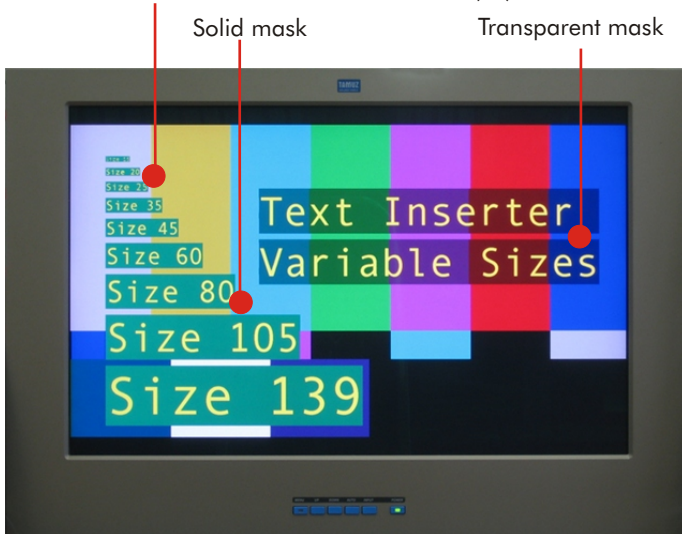 Solid mask
Transparent mask
Size 20
Size 25
Size 35
Size 45
Size 60
Size 80
Size 105
Size 139
Text Inserter
Variable Sizes